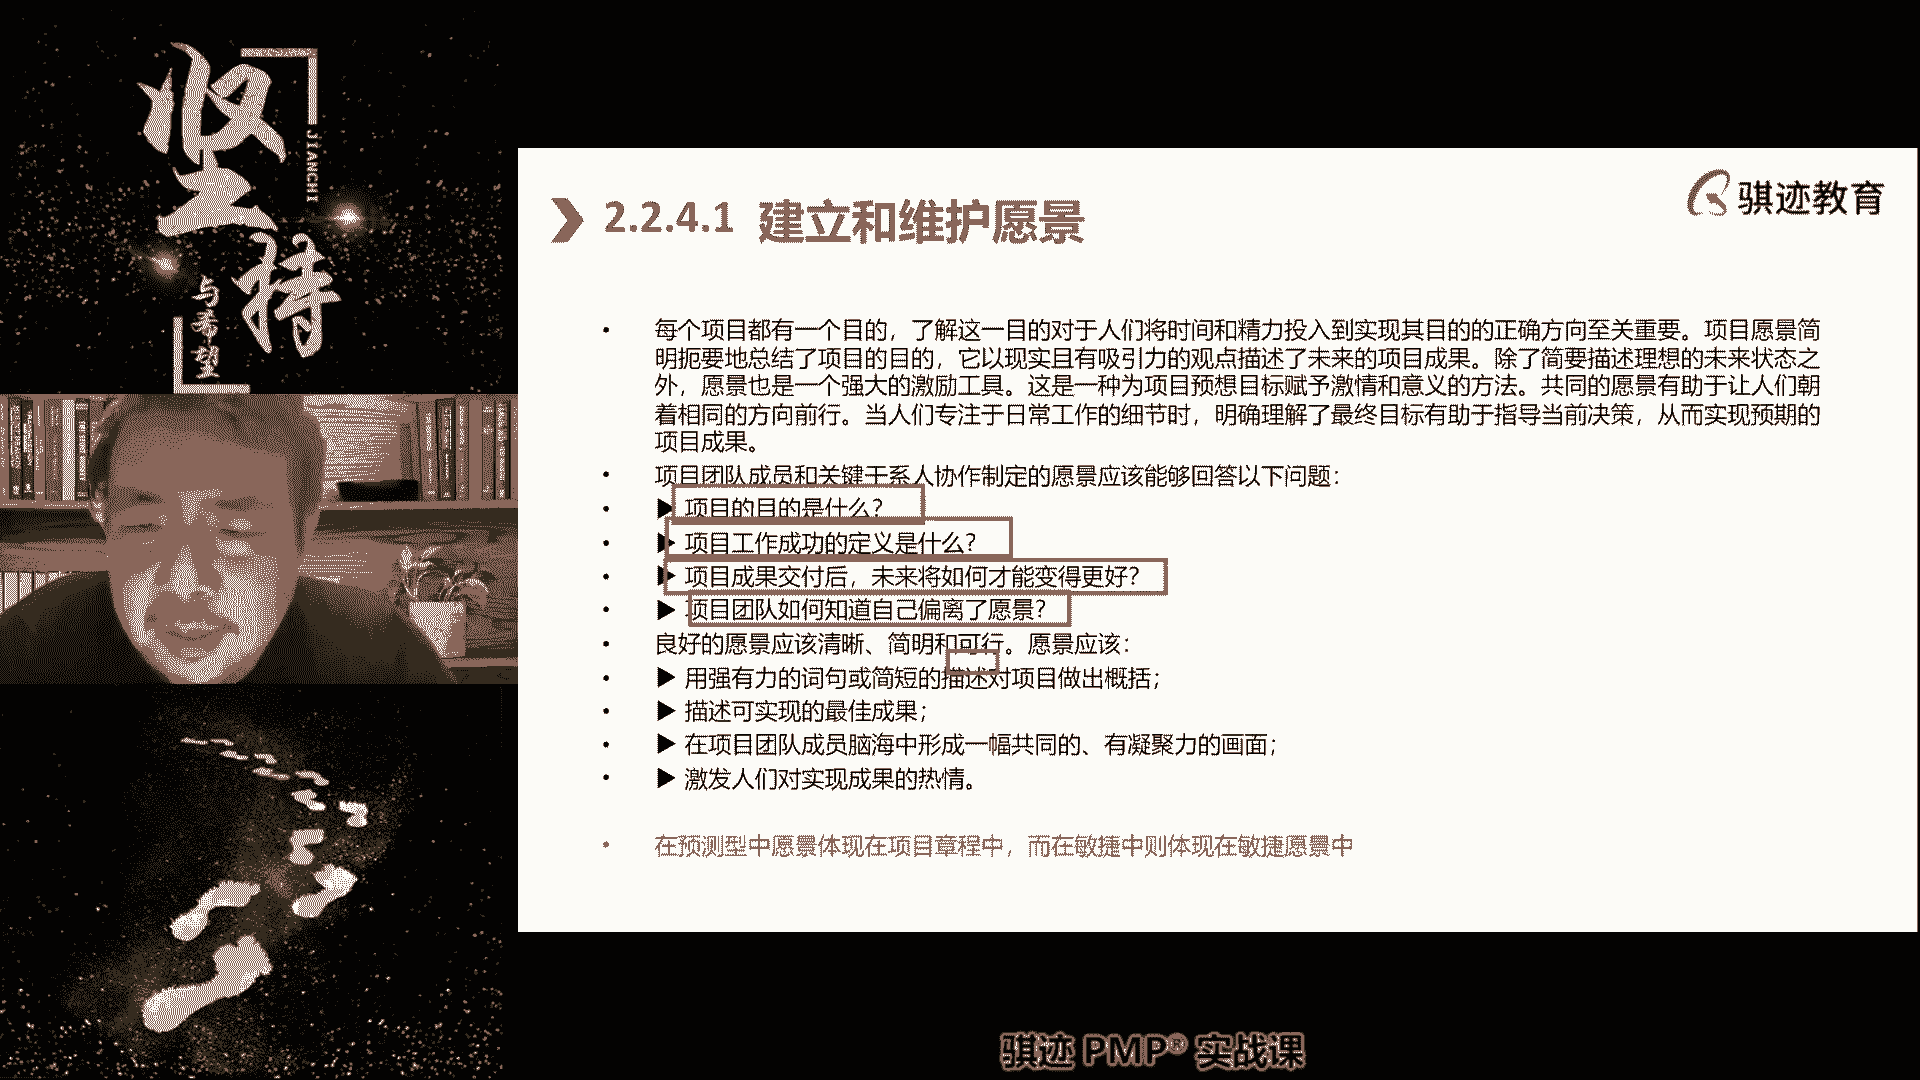 坚持
JIANCHI
与希望
骐迹教育
2.2.4.1 建立和维护愿景
• 每个项目都有一个目的，了解这一目的对于人们将时间和精力投入到实现其目的的正确方向至关重要。项目愿景简
明扼要地总结了项目的目的，它以现实且有吸引力的观点描述了未来的项目成果。除了简要描述理想的未来状态之
外，愿景也是一个强大的激励工具。这是一种为项目预想目标赋予激情和意义的方法。共同的愿景有助于让人们朝
着相同的方向前行。当人们专注于日常工作的细节时，明确理解了最终目标有助于指导当前决策，从而实现预期的
项目成果。
• 项目团队成员和关键干系人协作制定的愿景应该能够回答以下问题：
• ▶ 项目的目的是什么？
• ▶ 项目工作成功的定义是什么？
• ▶ 项目成果交付后，未来将如何才能变得更好？
• ▶ 项目团队如何知道自己偏离了愿景？
• 良好的愿景应该清晰、简明和可行。愿景应该：
• ▶ 用强有力的词句或简短的描述对项目做出概括；
• ▶ 描述可实现的最佳成果；
• ▶ 在项目团队成员脑海中形成一幅共同的、有凝聚力的画面；
• ▶ 激发人们对实现成果的热情。
• 在预测型中愿景体现在项目章程中，而在敏捷中则体现在敏捷愿景中
骐迹 PMP® 实战课